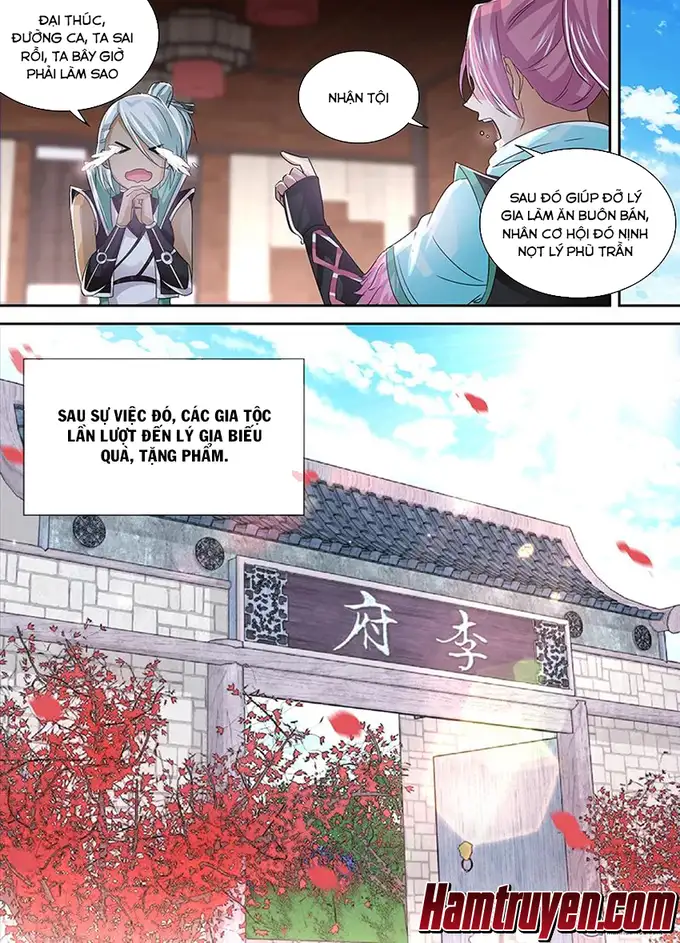 ĐẠI THÚC,
ĐƯỜNG CA, TA SAI
RỒI, TA BÂY GIỜ
PHẢI LÀM SAO
NHẬN TỘI
SAU ĐÓ GIÚP ĐỠ LÝ
GIA LÀM ĂN BUÔN BÁN,
NHÂN CƠ HỘI ĐÓ NỊNH
NỌT LÝ PHÙ TRẦN
SAU SỰ VIỆC ĐÓ, CÁC GIA TỘC
LẦN LƯỢT ĐẾN LÝ GIA BIẾU
QUÀ, TẶNG PHẨM.
府李
Hamtruyen.com